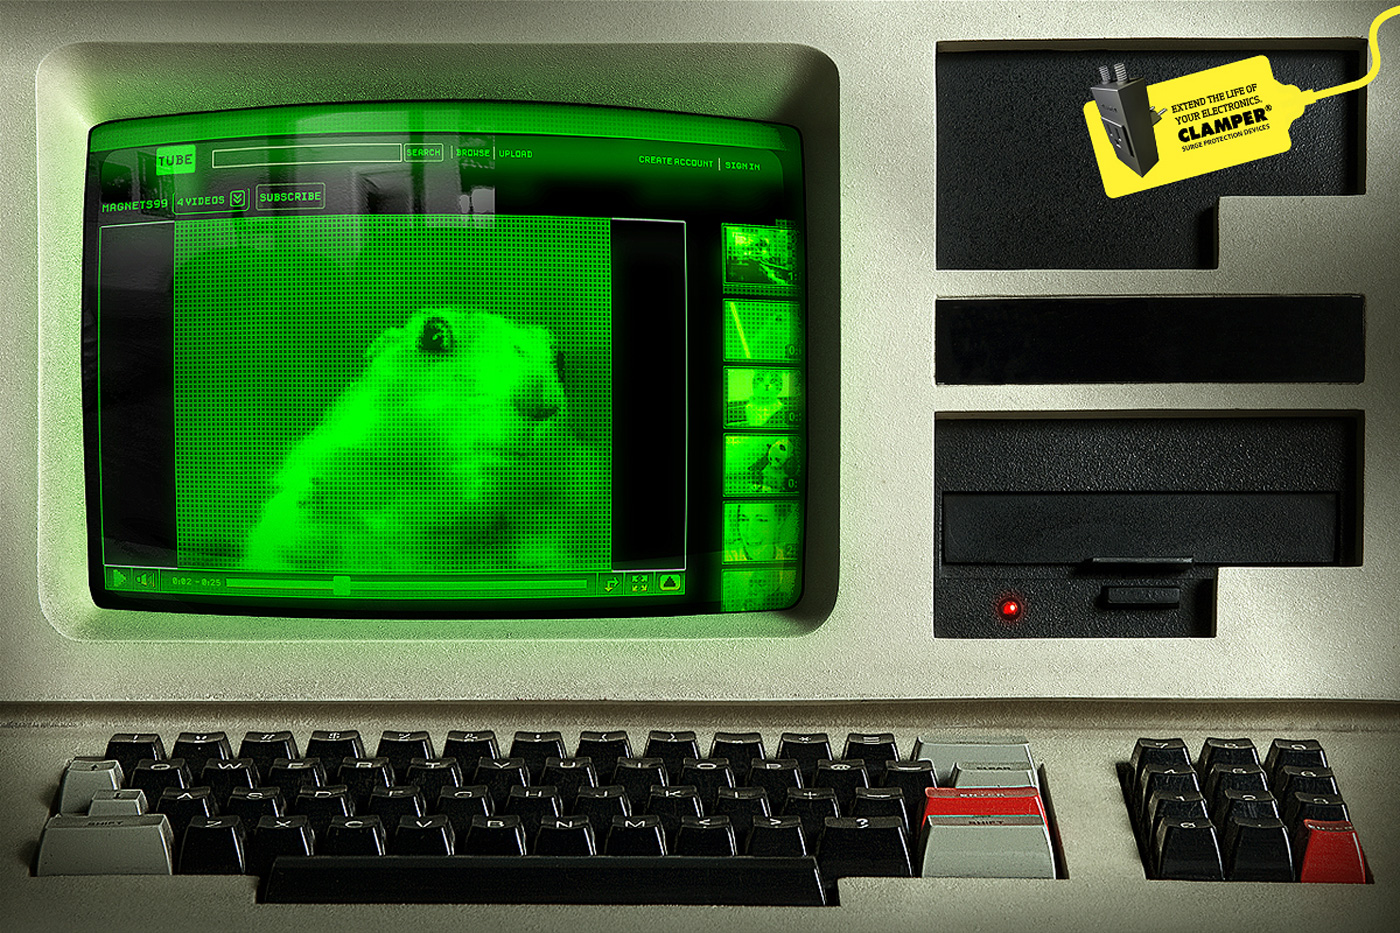 TUBE
SEARCH
BROWSE
UPLOAD
CREATE ACCOUNT
SIGN IN
MAGNETS99
4 VIDEOS
SUBSCRIBE
0:02 - 0:25
EXTEND THE LIFE OF
YOUR ELECTRONICS.
CLAMPER®
SURGE PROTECTION DEVICES
Q W E R T Y U I O P @
A S D F G H J K L
ENTER
SHIFT Z X C V B N M < > ? SHIFT